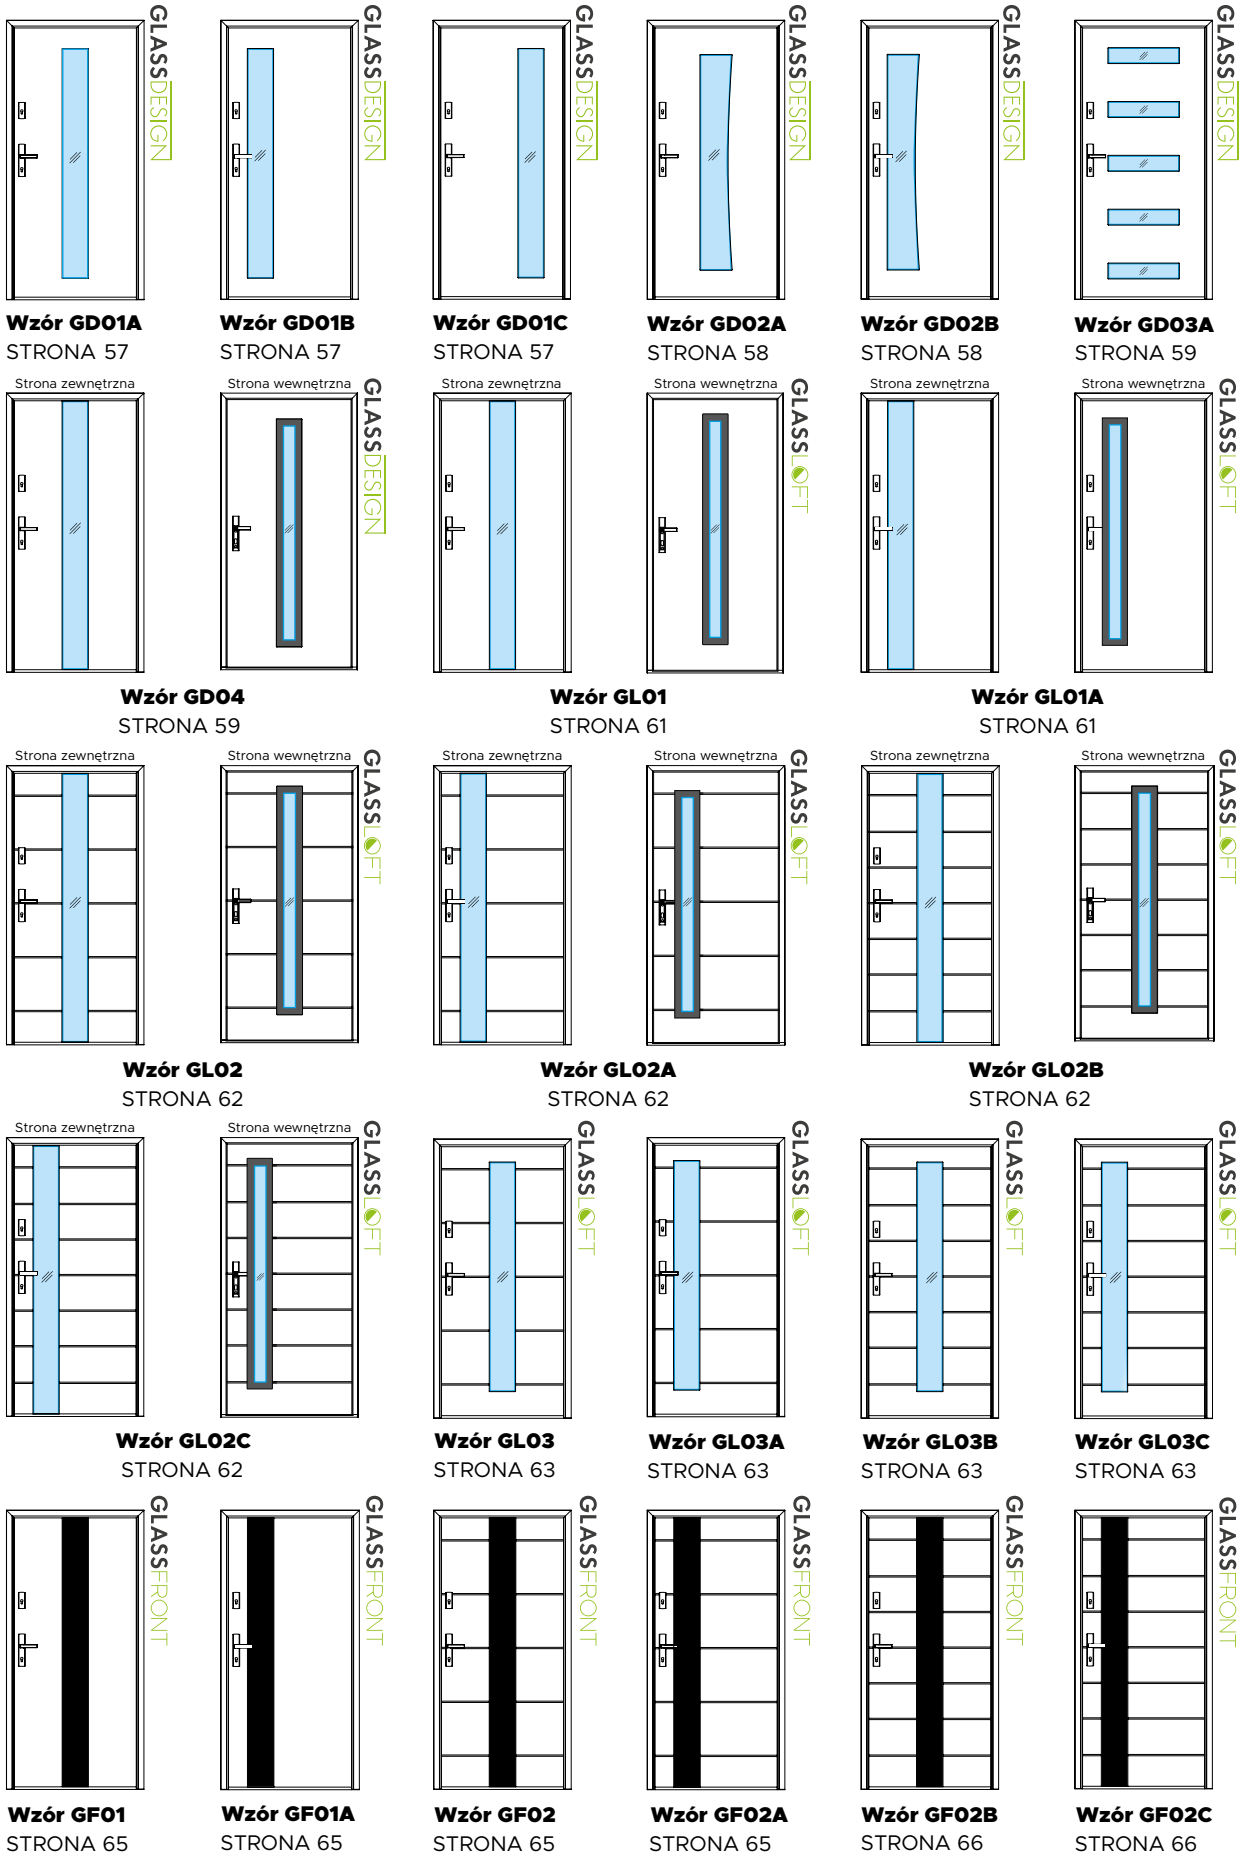 GLASSDESIGN
GLASSDESIGN
GLASSDESIGN
GLASSDESIGN
GLASSDESIGN
GLASSDESIGN
Wzór GD01A
STRONA 57
Wzór GD01B
STRONA 57
Wzór GD01C
STRONA 57
Wzór GD02A
STRONA 58
Wzór GD02B
STRONA 58
Wzór GD03A
STRONA 59
Strona zewnętrzna
Strona wewnętrzna
GLASSDESIGN
Wzór GD04
STRONA 59
Strona zewnętrzna
Strona wewnętrzna
GLASSLOFT
Wzór GL01
STRONA 61
Strona zewnętrzna
Strona wewnętrzna
GLASSLOFT
Wzór GL01A
STRONA 61
Strona zewnętrzna
Strona wewnętrzna
GLASSLOFT
Wzór GL02
STRONA 62
Strona zewnętrzna
Strona wewnętrzna
GLASSLOFT
Wzór GL02A
STRONA 62
Strona zewnętrzna
Strona wewnętrzna
GLASSLOFT
Wzór GL02B
STRONA 62
Strona zewnętrzna
Strona wewnętrzna
GLASSLOFT
Wzór GL02C
STRONA 62
GLASSLOFT
Wzór GL03
STRONA 63
GLASSLOFT
Wzór GL03A
STRONA 63
GLASSLOFT
Wzór GL03B
STRONA 63
GLASSLOFT
Wzór GL03C
STRONA 63
GLASSFRONT
Wzór GF01
STRONA 65
GLASSFRONT
Wzór GF01A
STRONA 65
GLASSFRONT
Wzór GF02
STRONA 65
GLASSFRONT
Wzór GF02A
STRONA 65
GLASSFRONT
Wzór GF02B
STRONA 66
GLASSFRONT
Wzór GF02C
STRONA 66